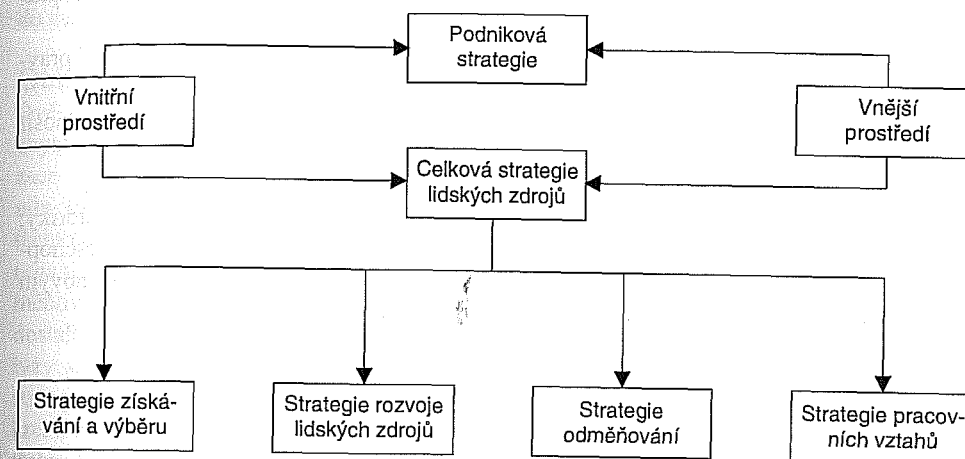 Podniková
strategie
Vnitřní
prostředí
Vnější
prostředí
Celková strategie
lidských zdrojů
Strategie získá-
vání a výběru
Strategie rozvoje
lidských zdrojů
Strategie
odměňování
Strategie pracov-
ních vztahů